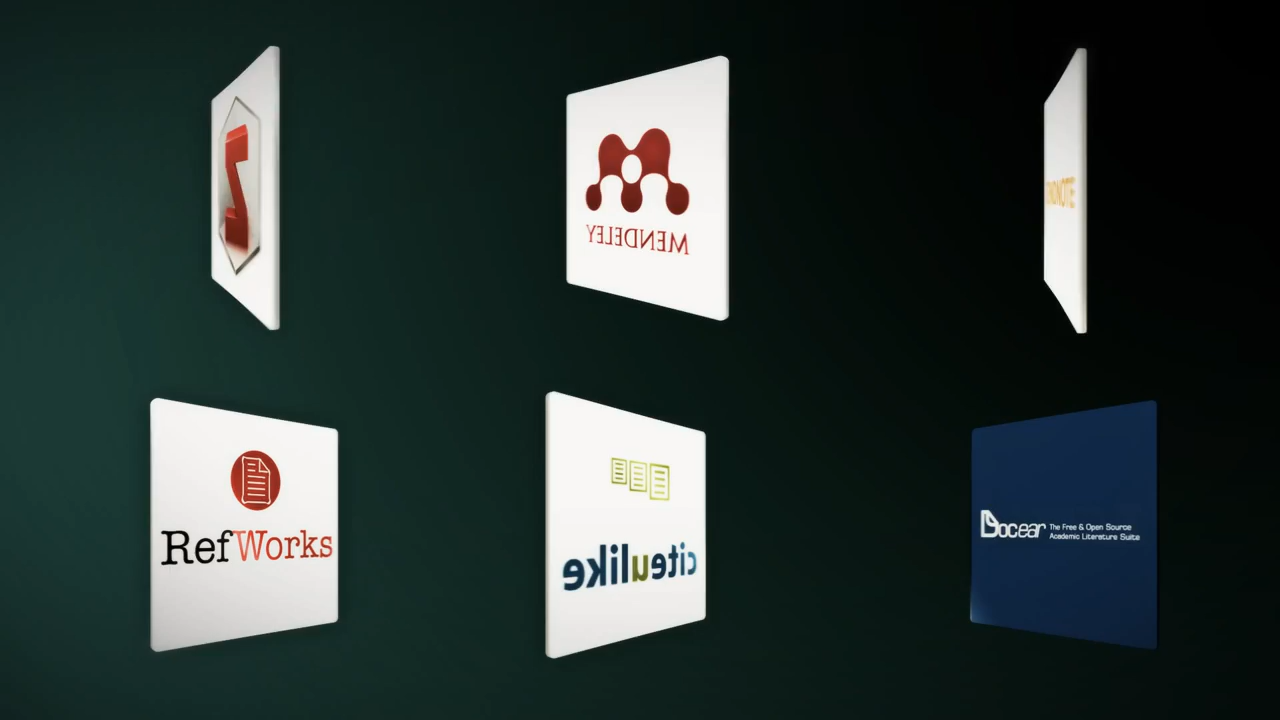 MENDELEY
RefWorks
citeulike
Docear The Free & Open Source
Academic Literature Suite